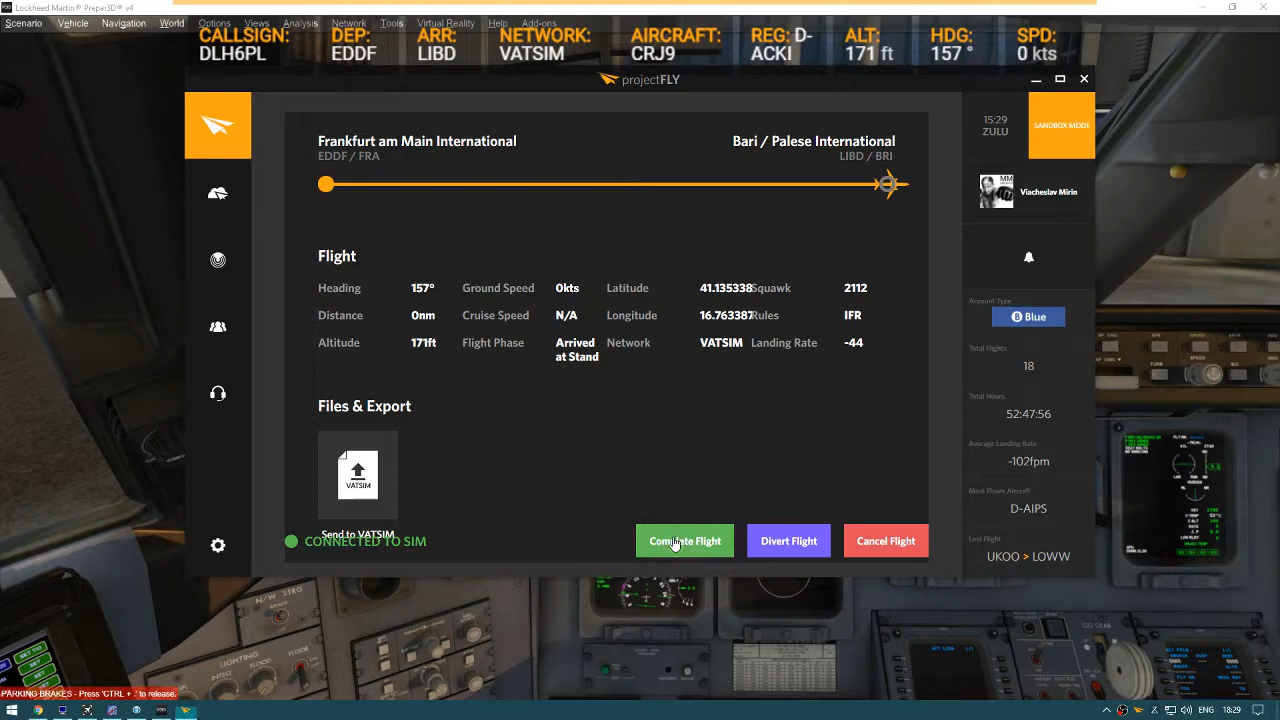 Lockheed Martin® Prepar3D® v4
Scenario Vehicle Navigation World Options Views Analysis Network Tools Virtual Reality Help Add-ons
CALLSIGN: DEP: ARR: NETWORK: AIRCRAFT: REG: D- ALT: HDG: SPD:
DLH6PL EDDF LIBD VATSIM CRJ9 ACKI 171 ft 157 ° 0 kts
projectFLY
15:29
ZULU
SANDBOX MODE
Frankfurt am Main International Bari / Palese International
EDDF / FRA LIBD / BRI
Viacheslav Mirin
Flight
Heading 157° Ground Speed 0kts Latitude 41.135338 Squawk 2112
Distance 0nm Cruise Speed N/A Longitude 16.763387 Rules IFR
Altitude 171ft Flight Phase Arrived at Stand Network VATSIM Landing Rate -44
Account Type
Blue
Total Flights
18
Total Hours
52:47:56
Average Landing Rate
-102fpm
Most Flown Aircraft
D-AIPS
Last Flight
UKOO > LOWW
Files & Export
VATSIM
Send to VATSIM
CONNECTED TO SIM
Complete Flight Divert Flight Cancel Flight
N/W STRG
LIGHTING
FLOOD
INTEG
PARKING BRAKES - Press 'CTRL + .' to release.
ENG 18:29